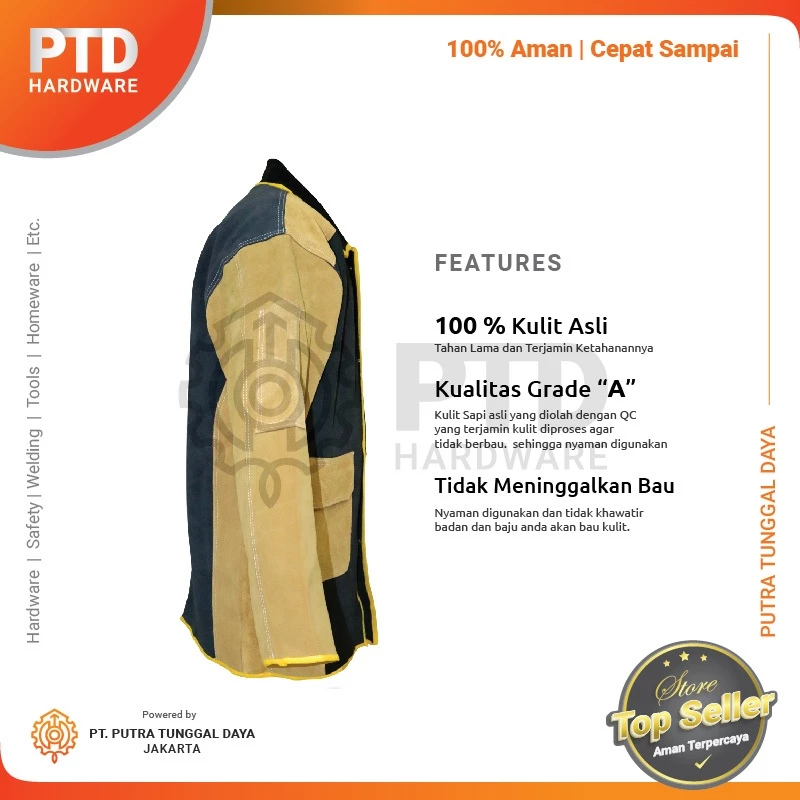 PTD
HARDWARE
100% Aman | Cepat Sampai
Hardware | Safety | Welding | Tools | Homeware | Etc.
FEATURES
100 % Kulit Asli
Tahan Lama dan Terjamin Ketahanannya
Kualitas Grade “A”
Kulit Sapi asli yang diolah dengan QC
yang terjamin kulit diproses agar
tidak berbau. sehingga nyaman digunakan
Tidak Meninggalkan Bau
Nyaman digunakan dan tidak khawatir
badan dan baju anda akan bau kulit.
PTD
HARDWARE
PUTRA TUNGGAL DAYA
Powered by
PT. PUTRA TUNGGAL DAYA
JAKARTA
Store
Top Seller
Aman Terpercaya